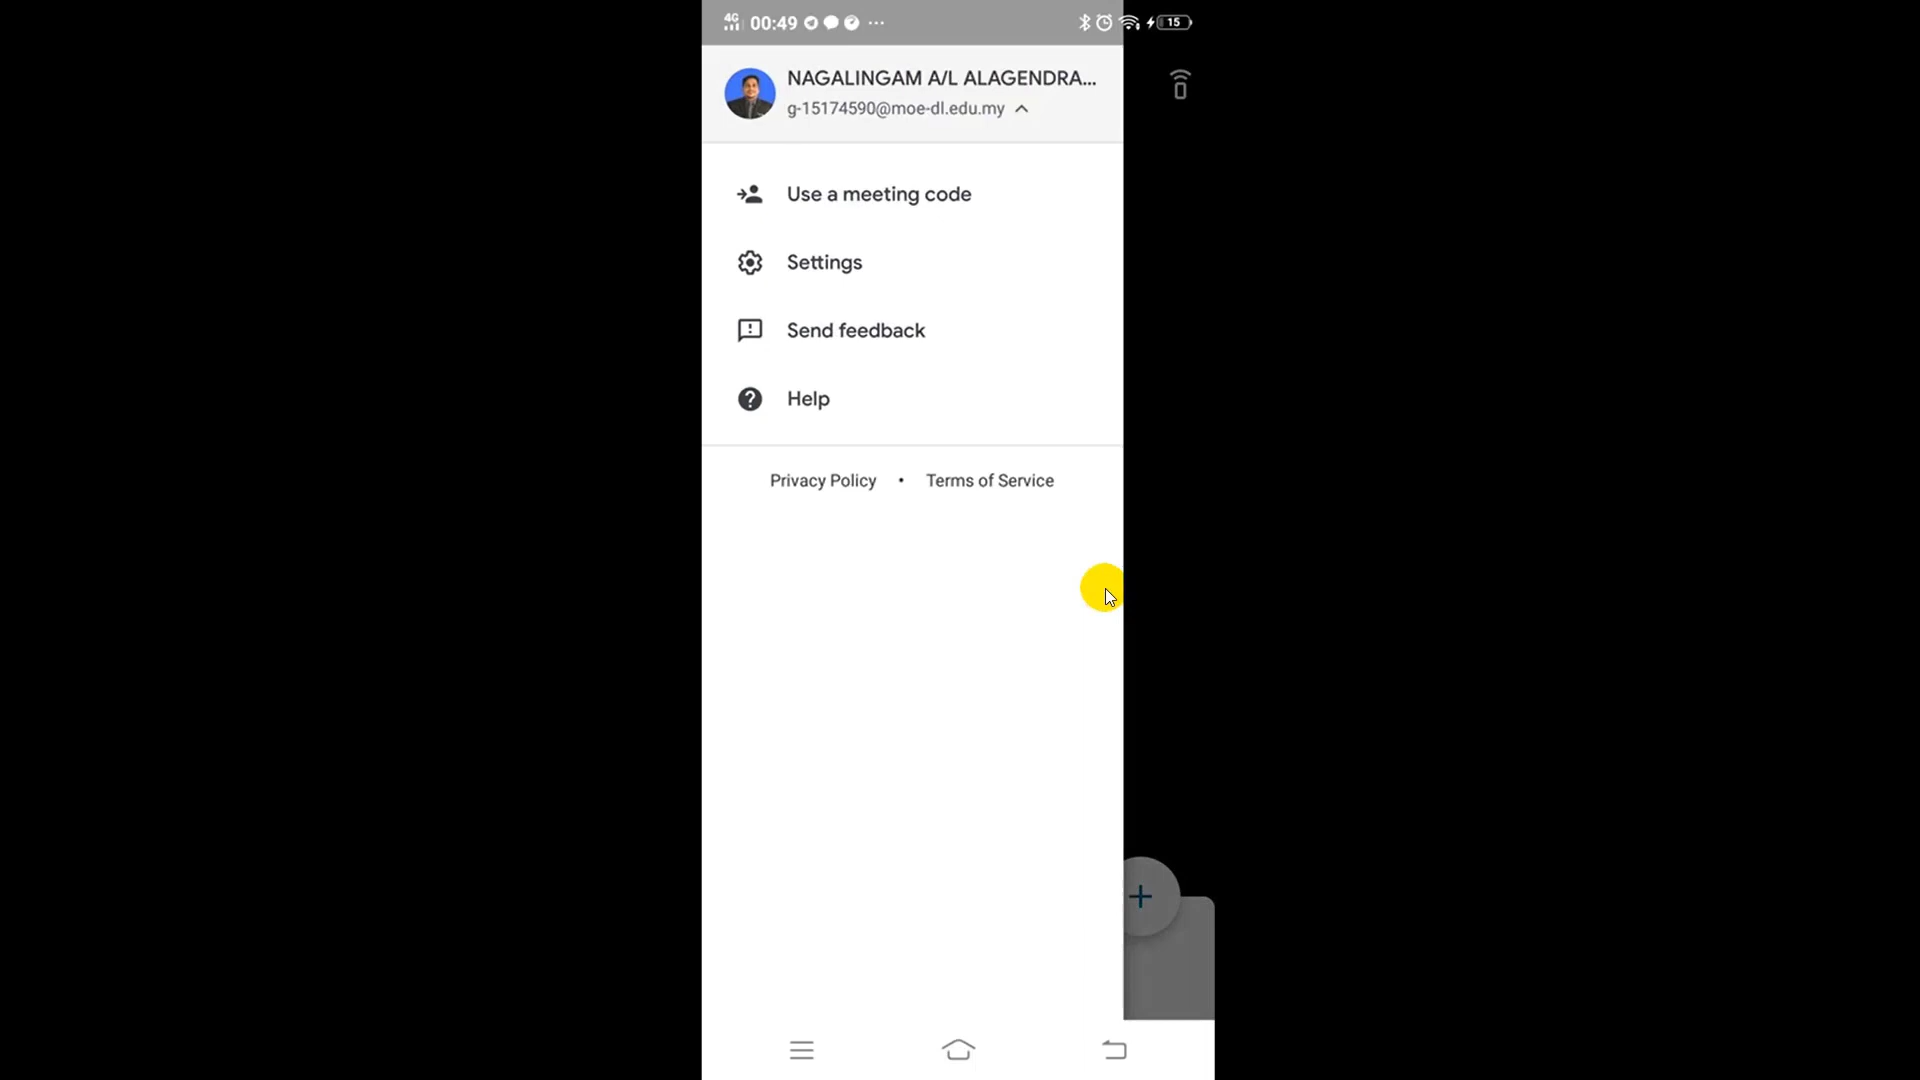 4G 00:49 ... 15
NAGALINGAM A/L ALAGENDRA...
g-15174590@moe-dl.edu.my
Use a meeting code
Settings
Send feedback
Help
Privacy Policy • Terms of Service